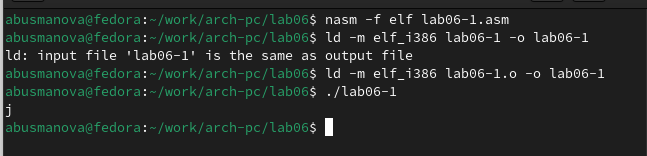 abusmanova@fedora:~/work/arch-pc/lab06$ nasm -f elf lab06-1.asm
abusmanova@fedora:~/work/arch-pc/lab06$ ld -m elf_i386 lab06-1 -o lab06-1
ld: input file 'lab06-1' is the same as output file
abusmanova@fedora:~/work/arch-pc/lab06$ ld -m elf_i386 lab06-1.o -o lab06-1
abusmanova@fedora:~/work/arch-pc/lab06$ ./lab06-1
j
abusmanova@fedora:~/work/arch-pc/lab06$